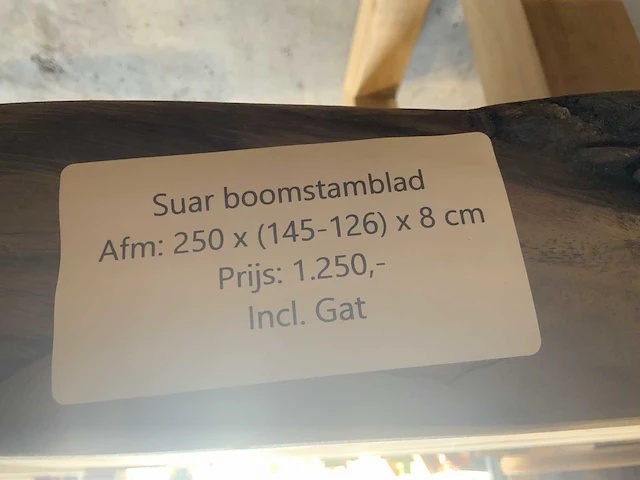 Suar boomstamblad
Afm: 250 x (145-126) x 8 cm
Prijs: 1.250,-
Incl. Gat